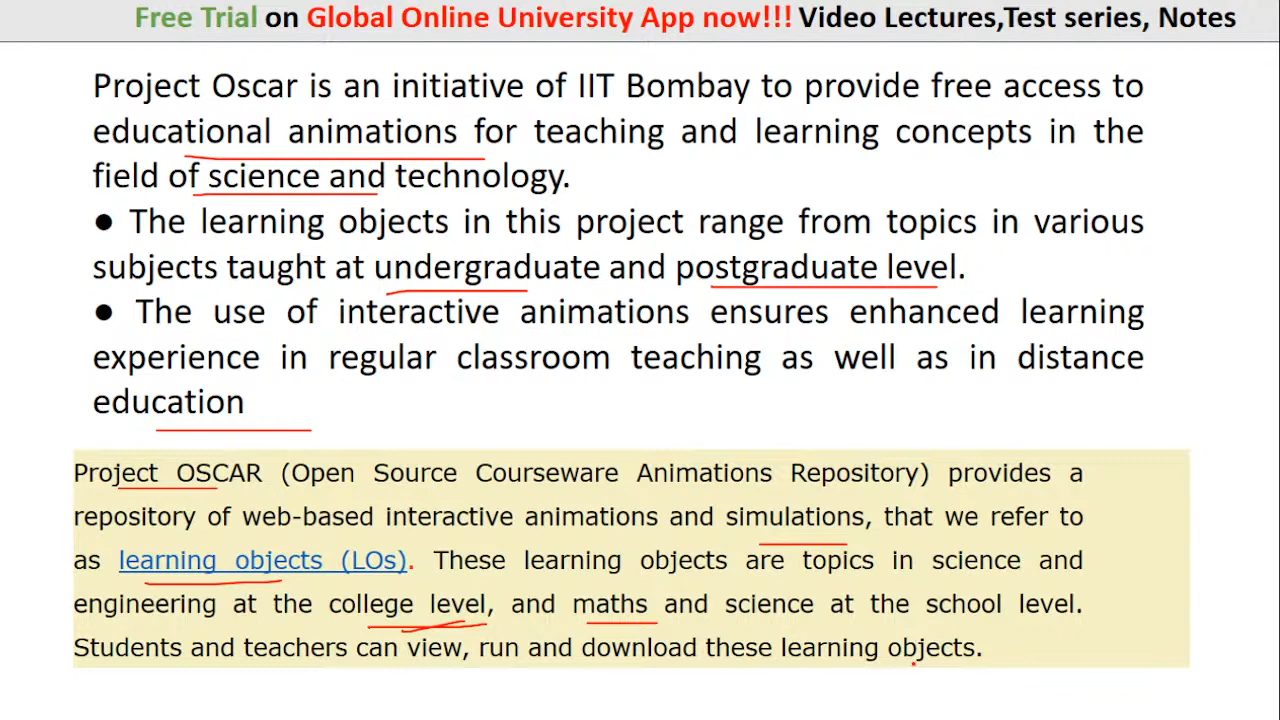 Free Trial on Global Online University App now!!! Video Lectures,Test series, Notes
Project Oscar is an initiative of IIT Bombay to provide free access to
educational animations for teaching and learning concepts in the
field of science and technology.
● The learning objects in this project range from topics in various
subjects taught at undergraduate and postgraduate level.
● The use of interactive animations ensures enhanced learning
experience in regular classroom teaching as well as in distance
education
Project OSCAR (Open Source Courseware Animations Repository) provides a
repository of web-based interactive animations and simulations, that we refer to
as learning objects (LOs). These learning objects are topics in science and
engineering at the college level, and maths and science at the school level.
Students and teachers can view, run and download these learning objects.